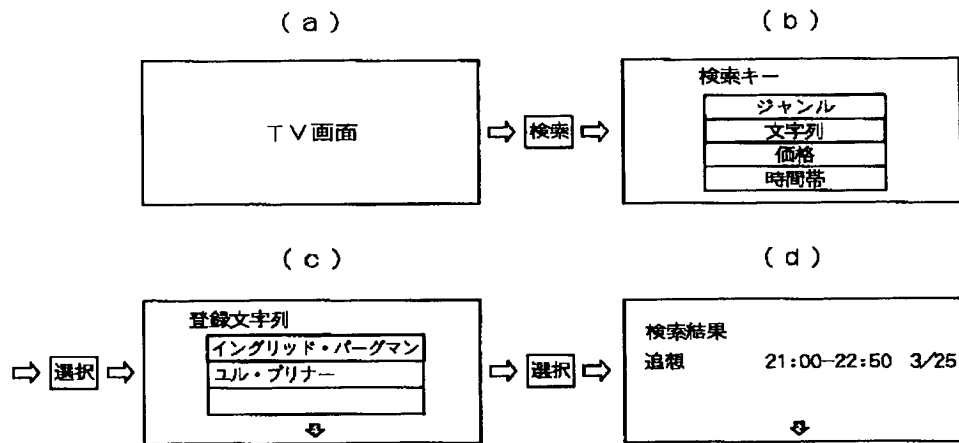 (a)
TV画面
検索
(b)
検索キー
ジャンル
文字列
価格
時間帯
選択
(c)
登録文字列
イングリッド・バーグマン
ユル・ブリナー
選択
(d)
検索結果
追想 21:00-22:50 3/25